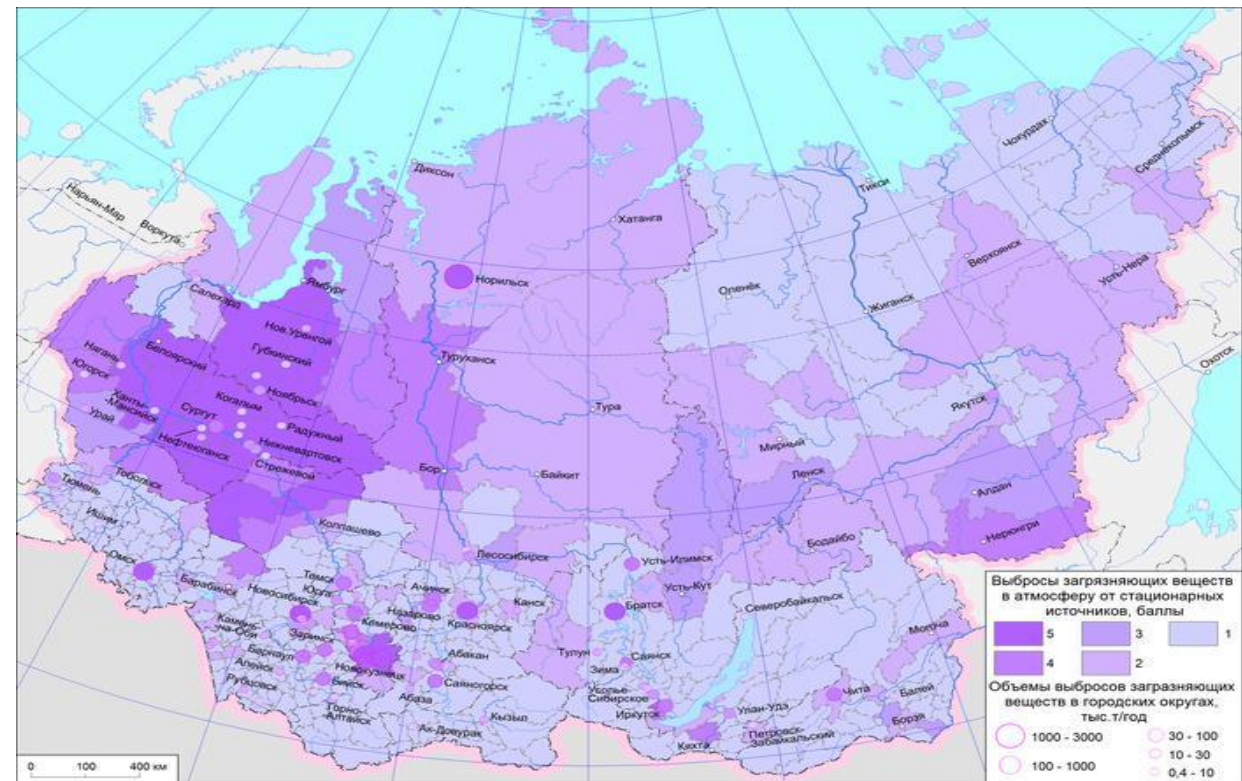 Диксон
Чокурдах
Среднеколымск
Тикси
Нарьян-Мар
Воркута
Хатанга
Верхоянск
Усть-Нера
Норильск
Оленёк
Салехард
Ямбург
Жиганск
Нов.Уренгой
Губкинский
Белоярский
Туруханск
Охотск
Нягань
Югорск
Ноябрьск
Когалым
Ханты-
-Мансийск
Сургут
Тура
Якутск
Урай
Радужный
Мирный
Нефтеюганск
Нижневартовск
Стрежевой
Бор
Байкит
Ленск
Алдан
Тобольск
Тюмень
Нерюнгри
Ишим
Колпашево
Бодайбо
Лесосибирск
Усть-Илимск
Омск
Томск
Ачинск
Усть-Кут
Барабинск
Новосибирск
Юрга
Назарово
Канск
Братск
Северобайкальск
Камень-
-на-Оби
Заринск
Кемерово
Красноярск
Могоча
Барнаул
Абакан
Тулун
Саянск
Зима
Алейск
Новокузнецк
Саяногорск
Рубцовск
Бийск
Абаза
Усолье-
Сибирское
Чита
Балей
Горно-
-Алтайск
Кызыл
Иркутск
Улан-Удэ
Борзя
Ак-Довурак
Петровск-
Забайкальский
Кяхта
Выбросы загрязняющих веществ
в атмосферу от стационарных
источников, баллы
5 3 1
4 2
Объемы выбросов загразняющих
веществ в городских округах,
тыс.т/год
1000 - 3000 30 - 100
100 - 1000 10 - 30
0,4 - 10
0 100 400 км